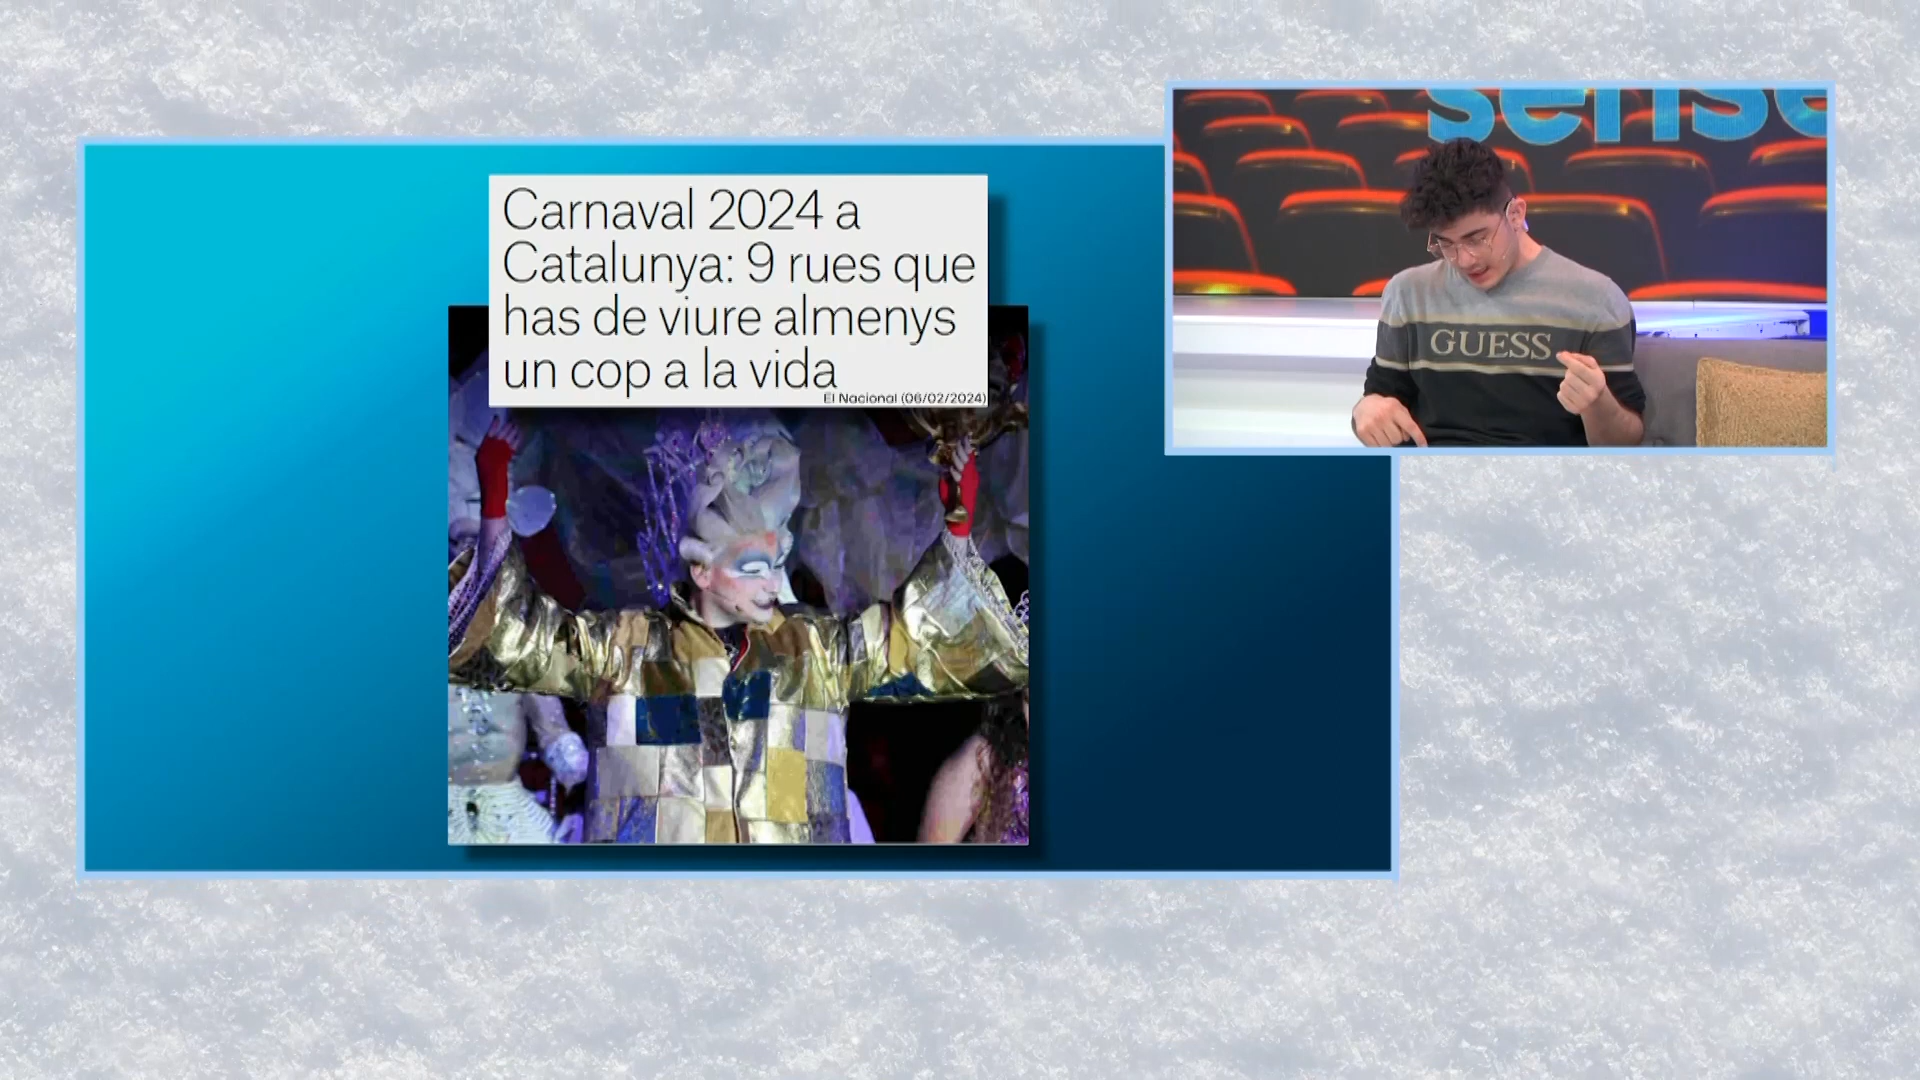 Carnaval 2024 a
Catalunya: 9 rues que
has de viure almenys
un cop a la vida
El Nacional (06/02/2024)
sense
GUESS